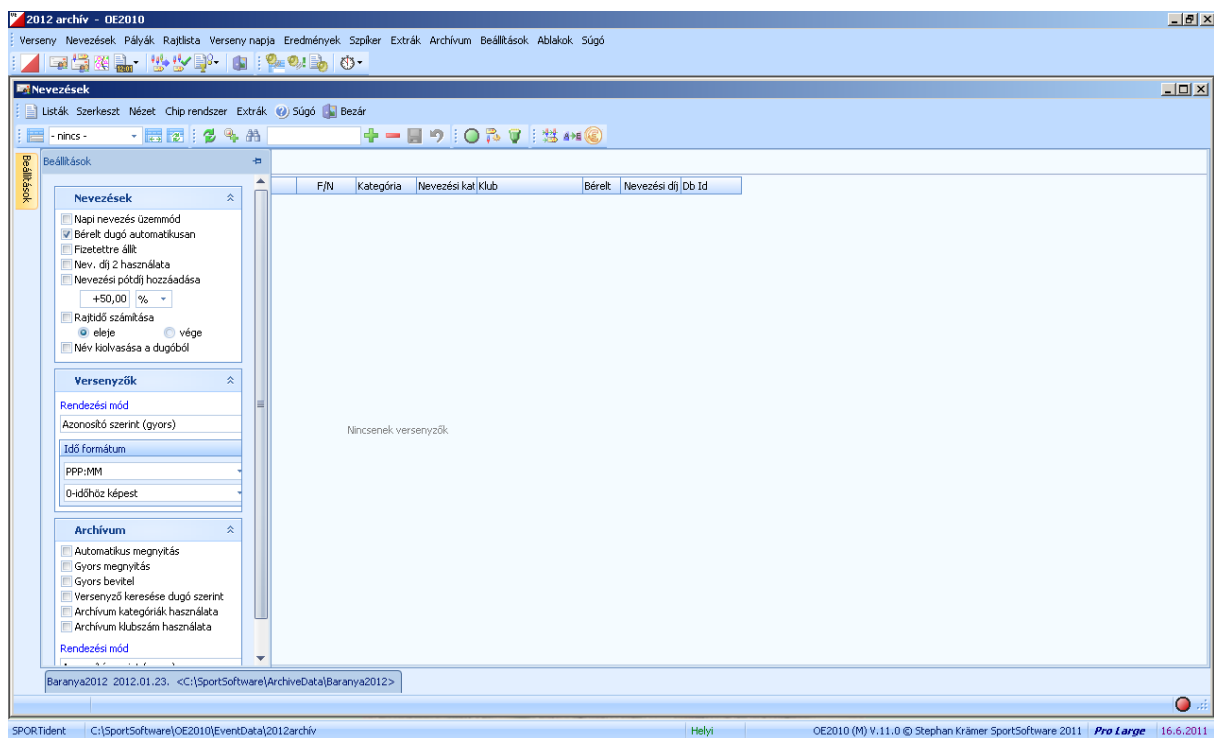 2012 archív - OE2010
Verseny Nevezések Pályák Rajtlista Verseny napja Eredmények Szpíker Extrák Archívum Beállítások Ablakok Súgó
Nevezések
Listák Szerkeszt Nézet Chip rendszer Extrák Súgó Bezár
- nincs -
Beállítások
Beállítások
F/N Kategória Nevezési kat Klub Bérelt Nevezési díj Db Id
Nevezések
Napi nevezés üzemmód
Bérelt dugó automatikusan
Fizetettre állít
Nev. díj 2 használata
Nevezési pótdíj hozzáadása
+50,00 %
Rajtidő számítása
eleje vége
Név kiolvasása a dugóból
Versenyzők
Rendezési mód
Azonosító szerint (gyors)
Nincsenek versenyzők
Idő formátum
PPP:MM
0-időhöz képest
Archívum
Automatikus megnyitás
Gyors megnyitás
Gyors bevitel
Versenyző keresése dugó szerint
Archívum kategóriák használata
Archívum klubszám használata
Rendezési mód
Baranya2012 2012.01.23. <C:\SportSoftware\ArchiveData\Baranya2012>
SPORTident C:\SportSoftware\OE2010\EventData\2012archív Helyi OE2010 (M) V.11.0 © Stephan Krämer SportSoftware 2011 Pro Large 16.6.2011